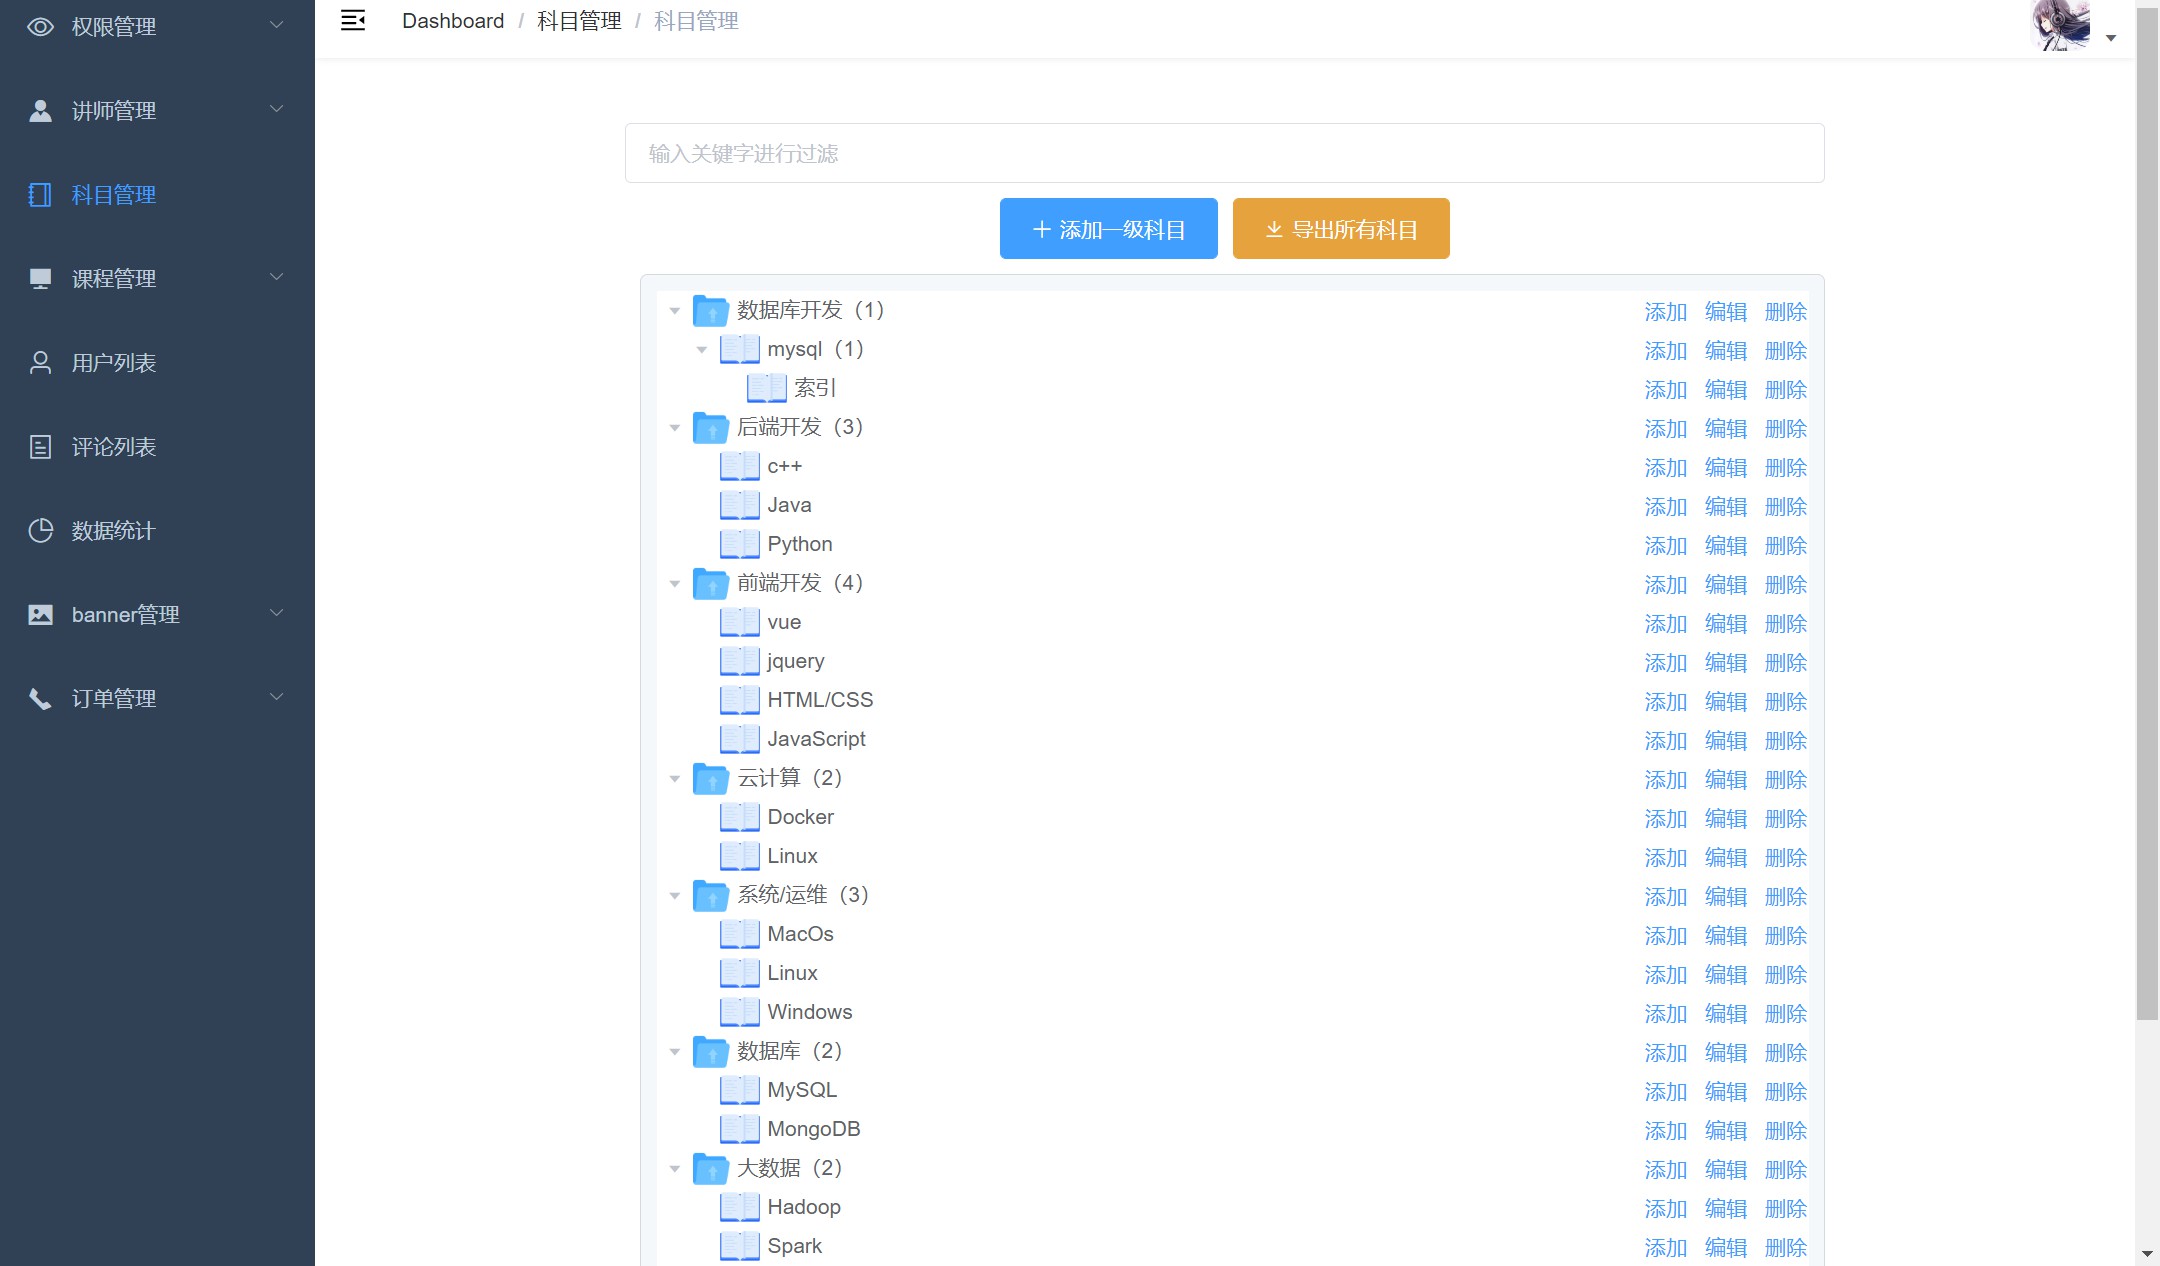 权限管理
讲师管理
科目管理
课程管理
用户列表
评论列表
数据统计
banner管理
订单管理
Dashboard / 科目管理 / 科目管理
输入关键字进行过滤
添加一级科目 导出所有科目
数据库开发（1） 添加 编辑 删除
mysql（1） 添加 编辑 删除
索引 添加 编辑 删除
后端开发（3） 添加 编辑 删除
c++ 添加 编辑 删除
Java 添加 编辑 删除
Python 添加 编辑 删除
前端开发（4） 添加 编辑 删除
vue 添加 编辑 删除
jquery 添加 编辑 删除
HTML/CSS 添加 编辑 删除
JavaScript 添加 编辑 删除
云计算（2） 添加 编辑 删除
Docker 添加 编辑 删除
Linux 添加 编辑 删除
系统/运维（3） 添加 编辑 删除
MacOs 添加 编辑 删除
Linux 添加 编辑 删除
Windows 添加 编辑 删除
数据库（2） 添加 编辑 删除
MySQL 添加 编辑 删除
MongoDB 添加 编辑 删除
大数据（2） 添加 编辑 删除
Hadoop 添加 编辑 删除
Spark 添加 编辑 删除